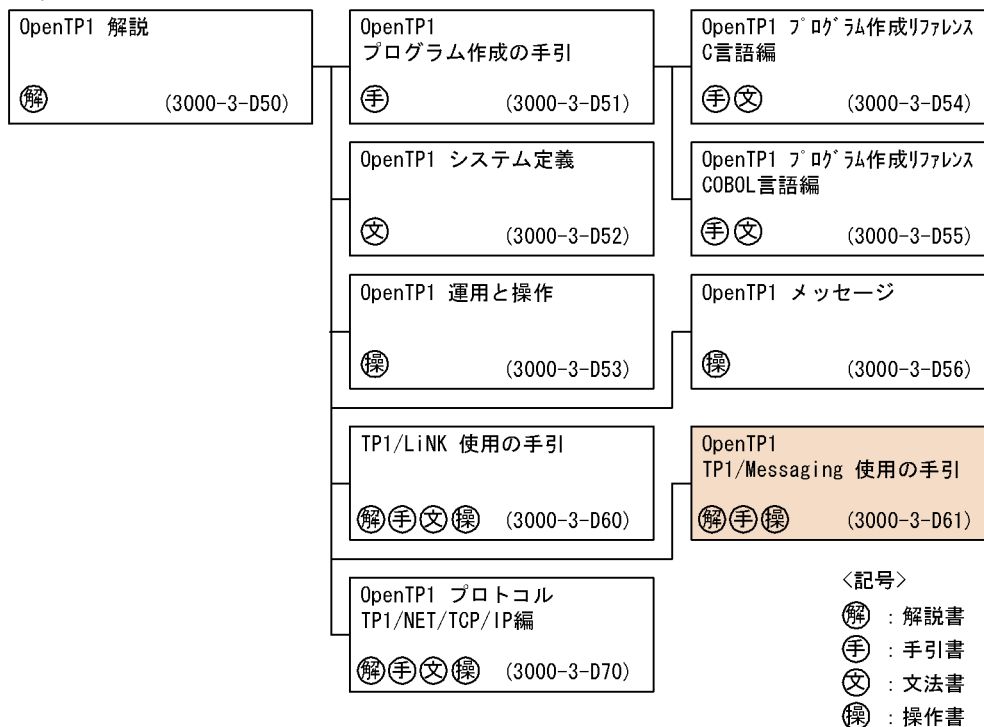 OpenTP1 解説
解 (3000-3-D50)
OpenTP1
プログラム作成の手引
手 (3000-3-D51)
OpenTP1 プログラム作成リファレンス
C言語編
手 文 (3000-3-D54)
OpenTP1 システム定義
文 (3000-3-D52)
OpenTP1 プログラム作成リファレンス
COBOL言語編
手 文 (3000-3-D55)
OpenTP1 運用と操作
操 (3000-3-D53)
OpenTP1 メッセージ
操 (3000-3-D56)
TP1/LiNK 使用の手引
解 手 文 操 (3000-3-D60)
OpenTP1
TP1/Messaging 使用の手引
解 手 操 (3000-3-D61)
OpenTP1 プロトコル
TP1/NET/TCP/IP編
解 手 文 操 (3000-3-D70)
<記号>
解 : 解説書
手 : 手引書
文 : 文法書
操 : 操作書